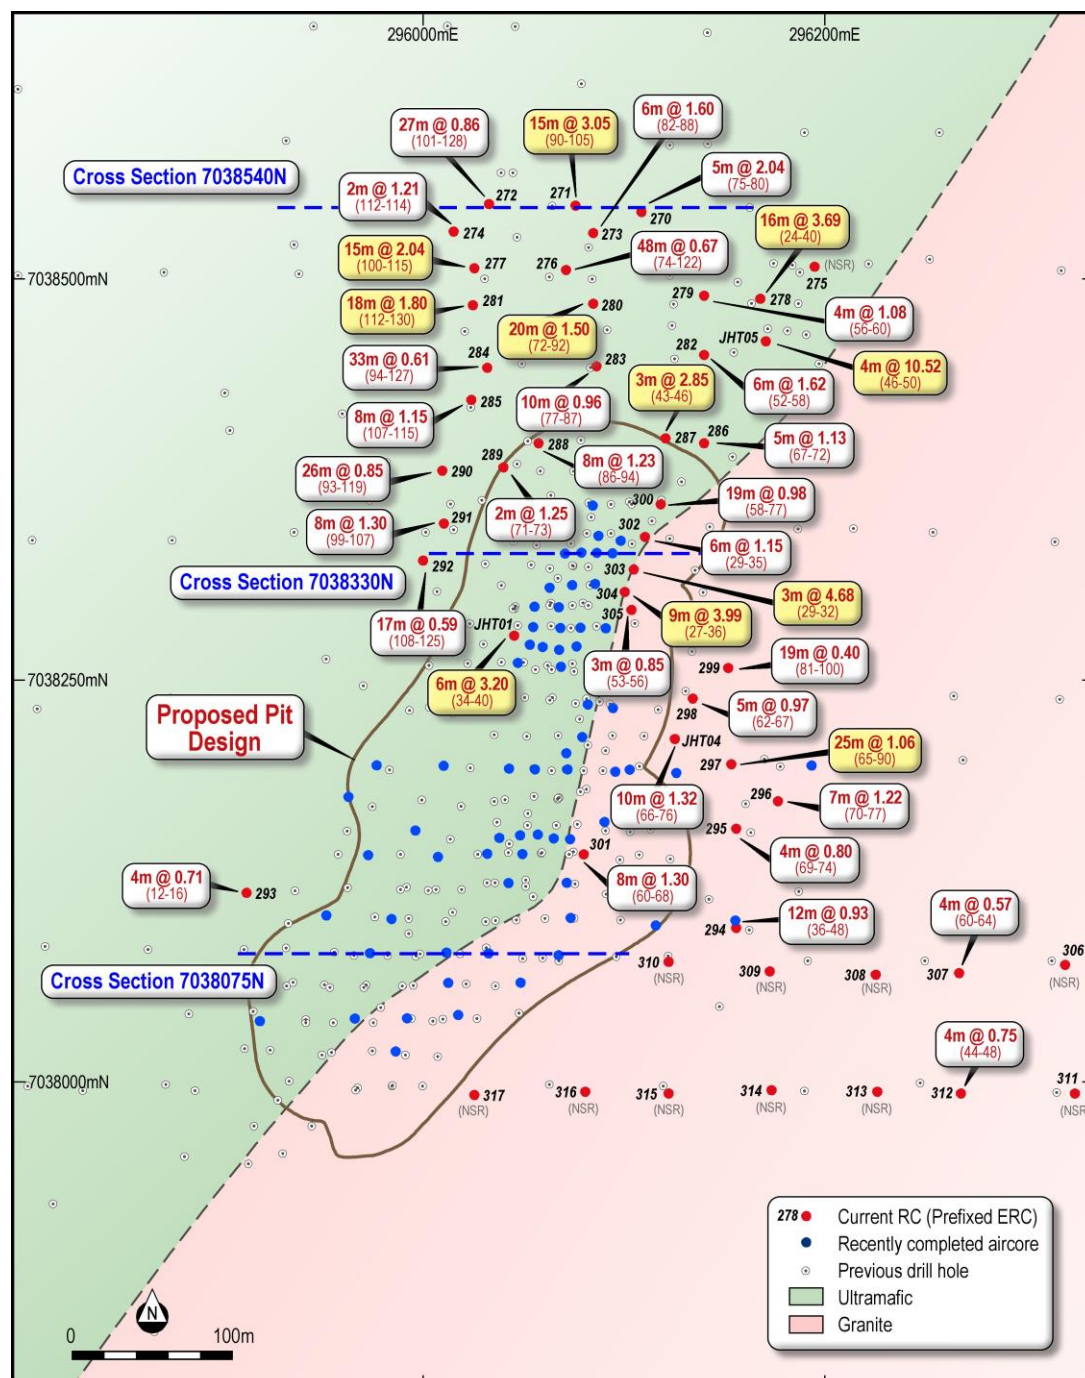 296000mE
296200mE
6m @ 1.60
(82-88)
27m @ 0.86
(101-128)
15m @ 3.05
(90-105)
5m @ 2.04
(75-80)
Cross Section 7038540N
2m @ 1.21
(112-114)
272
271
270
16m @ 3.69
(24-40)
274
273
15m @ 2.04
(100-115)
277
276
48m @ 0.67
(74-122)
(NSR)
275
7038500mN
18m @ 1.80
(112-130)
281
280
279
278
4m @ 1.08
(56-60)
20m @ 1.50
(72-92)
JHT05
282
33m @ 0.61
(94-127)
284
283
3m @ 2.85
(43-46)
6m @ 1.62
(52-58)
4m @ 10.52
(46-50)
8m @ 1.15
(107-115)
285
10m @ 0.96
(77-87)
287
286
5m @ 1.13
(67-72)
288
289
8m @ 1.23
(86-94)
26m @ 0.85
(93-119)
290
300
19m @ 0.98
(58-77)
8m @ 1.30
(99-107)
291
2m @ 1.25
(71-73)
302
6m @ 1.15
(29-35)
Cross Section 7038330N
292
303
3m @ 4.68
(29-32)
304
305
17m @ 0.59
(108-125)
JHT01
9m @ 3.99
(27-36)
3m @ 0.85
(53-56)
299
19m @ 0.40
(81-100)
7038250mN
6m @ 3.20
(34-40)
298
5m @ 0.97
(62-67)
Proposed Pit
Design
JHT04
297
25m @ 1.06
(65-90)
10m @ 1.32
(66-76)
296
7m @ 1.22
(70-77)
295
301
4m @ 0.80
(69-74)
4m @ 0.71
(12-16)
293
8m @ 1.30
(60-68)
294
12m @ 0.93
(36-48)
4m @ 0.57
(60-64)
Cross Section 7038075N
310
(NSR)
309
(NSR)
308
(NSR)
307
306
(NSR)
4m @ 0.75
(44-48)
7038000mN
317
(NSR)
316
(NSR)
315
(NSR)
314
(NSR)
313
(NSR)
312
311
(NSR)
278 Current RC (Prefixed ERC)
Recently completed aircore
Previous drill hole
Ultramafic
Granite
N
0 100m